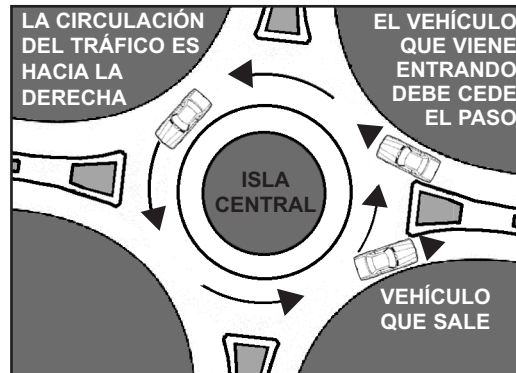 LA CIRCULACIÓN
DEL TRÁFICO ES
HACIA LA
DERECHA
EL VEHÍCULO
QUE VIENE
ENTRANDO
DEBE CEDE
EL PASO
ISLA
CENTRAL
VEHÍCULO
QUE SALE